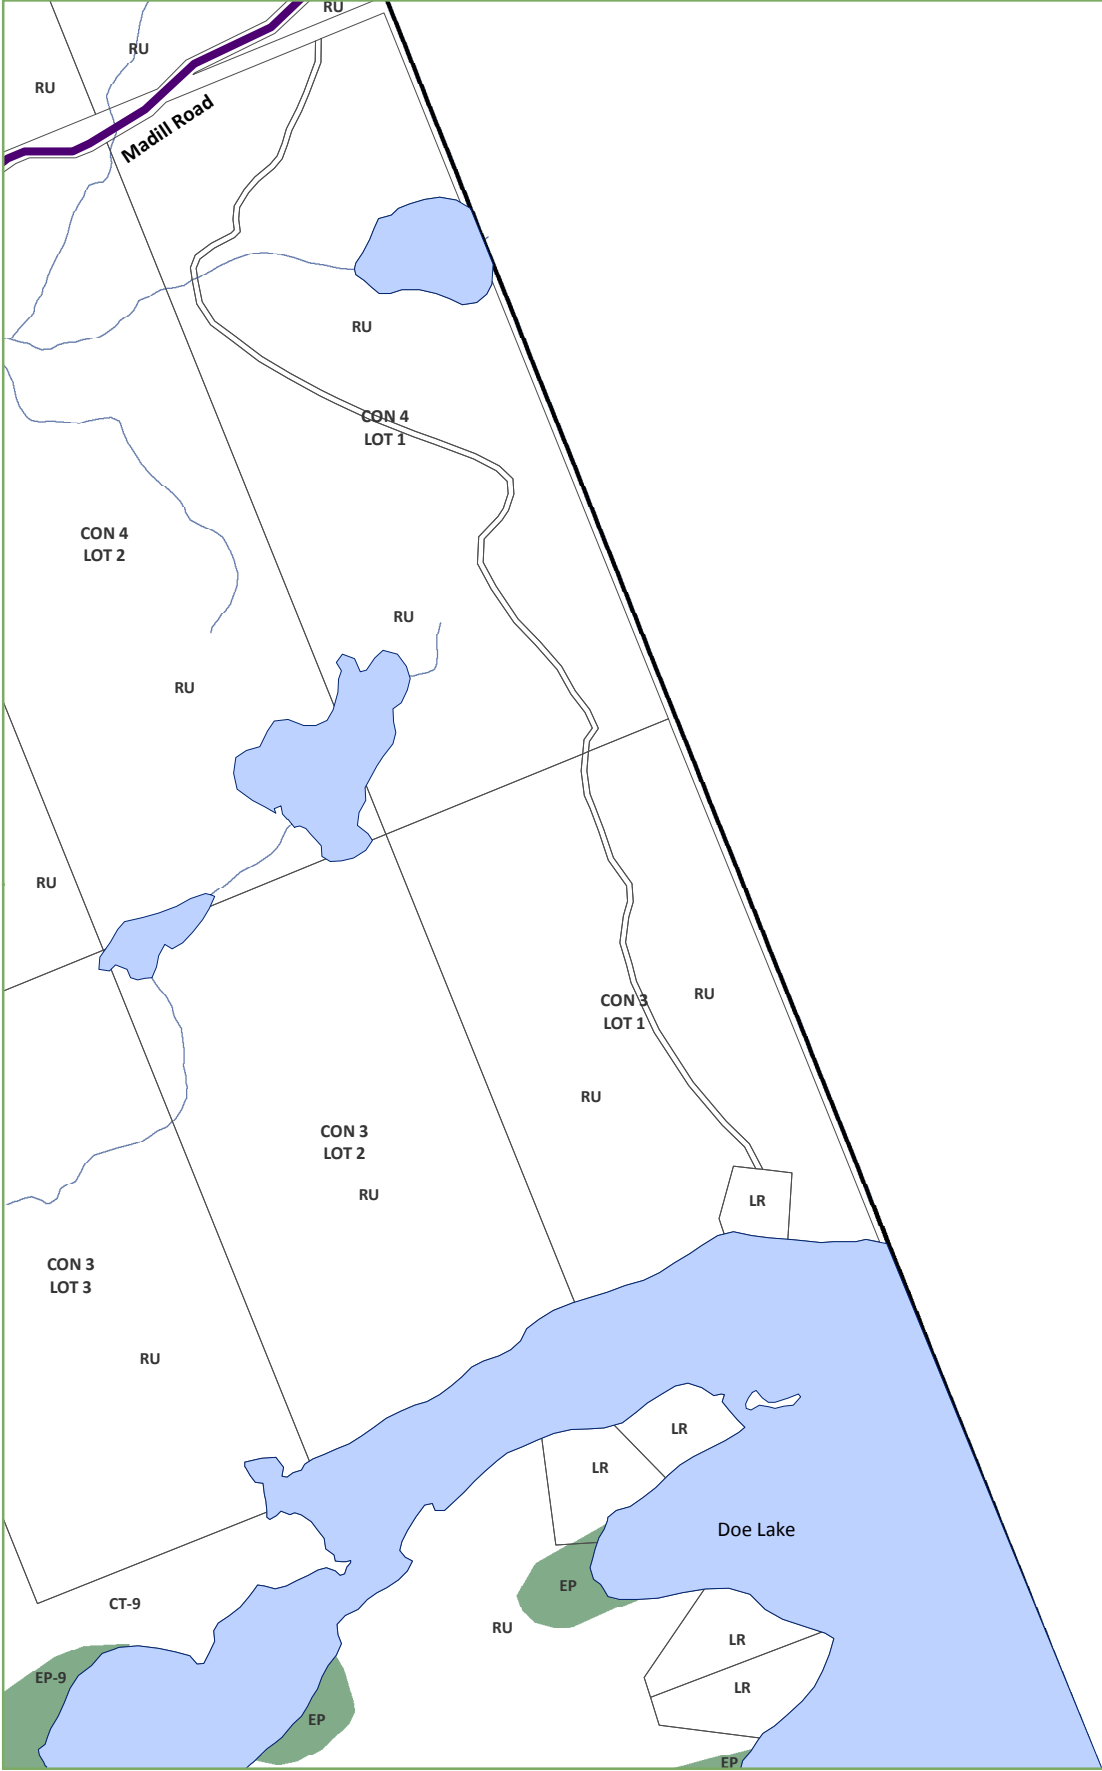 RU
RU
RU
Madill Road
RU
CON 4
LOT 1
CON 4
LOT 2
RU
RU
RU
CON 3
LOT 1
RU
RU
CON 3
LOT 2
RU
LR
CON 3
LOT 3
RU
LR
LR
Doe Lake
EP
CT-9
RU
LR
EP-9
LR
EP
EP